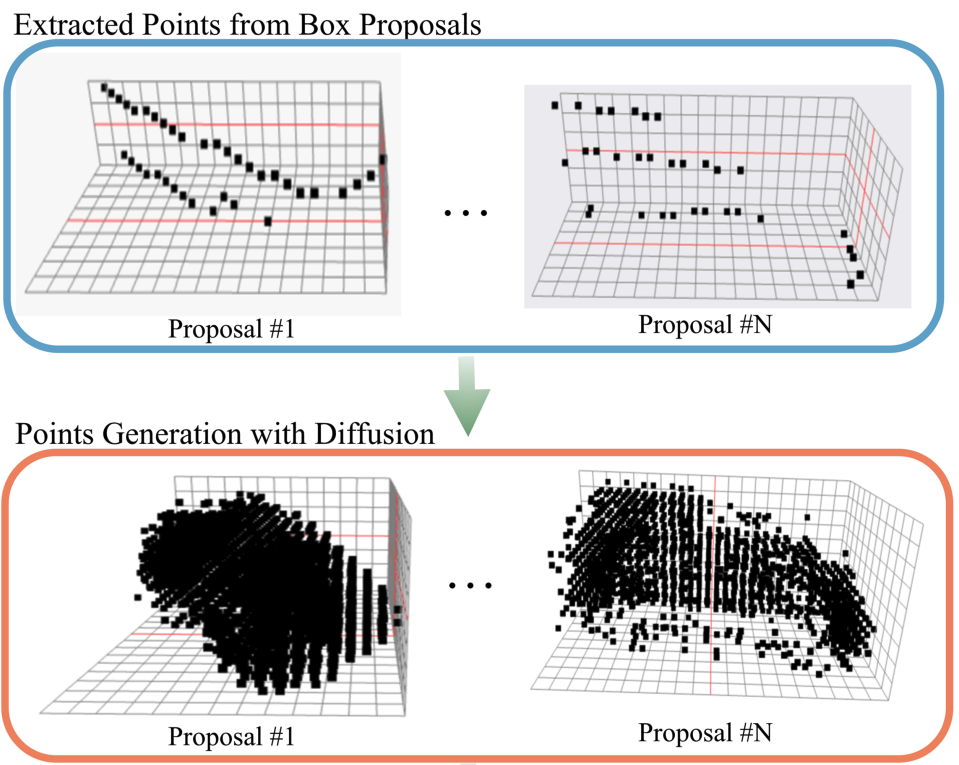 Extracted Points from Box Proposals
...
Proposal #1
Proposal #N
Points Generation with Diffusion
...
Proposal #1
Proposal #N